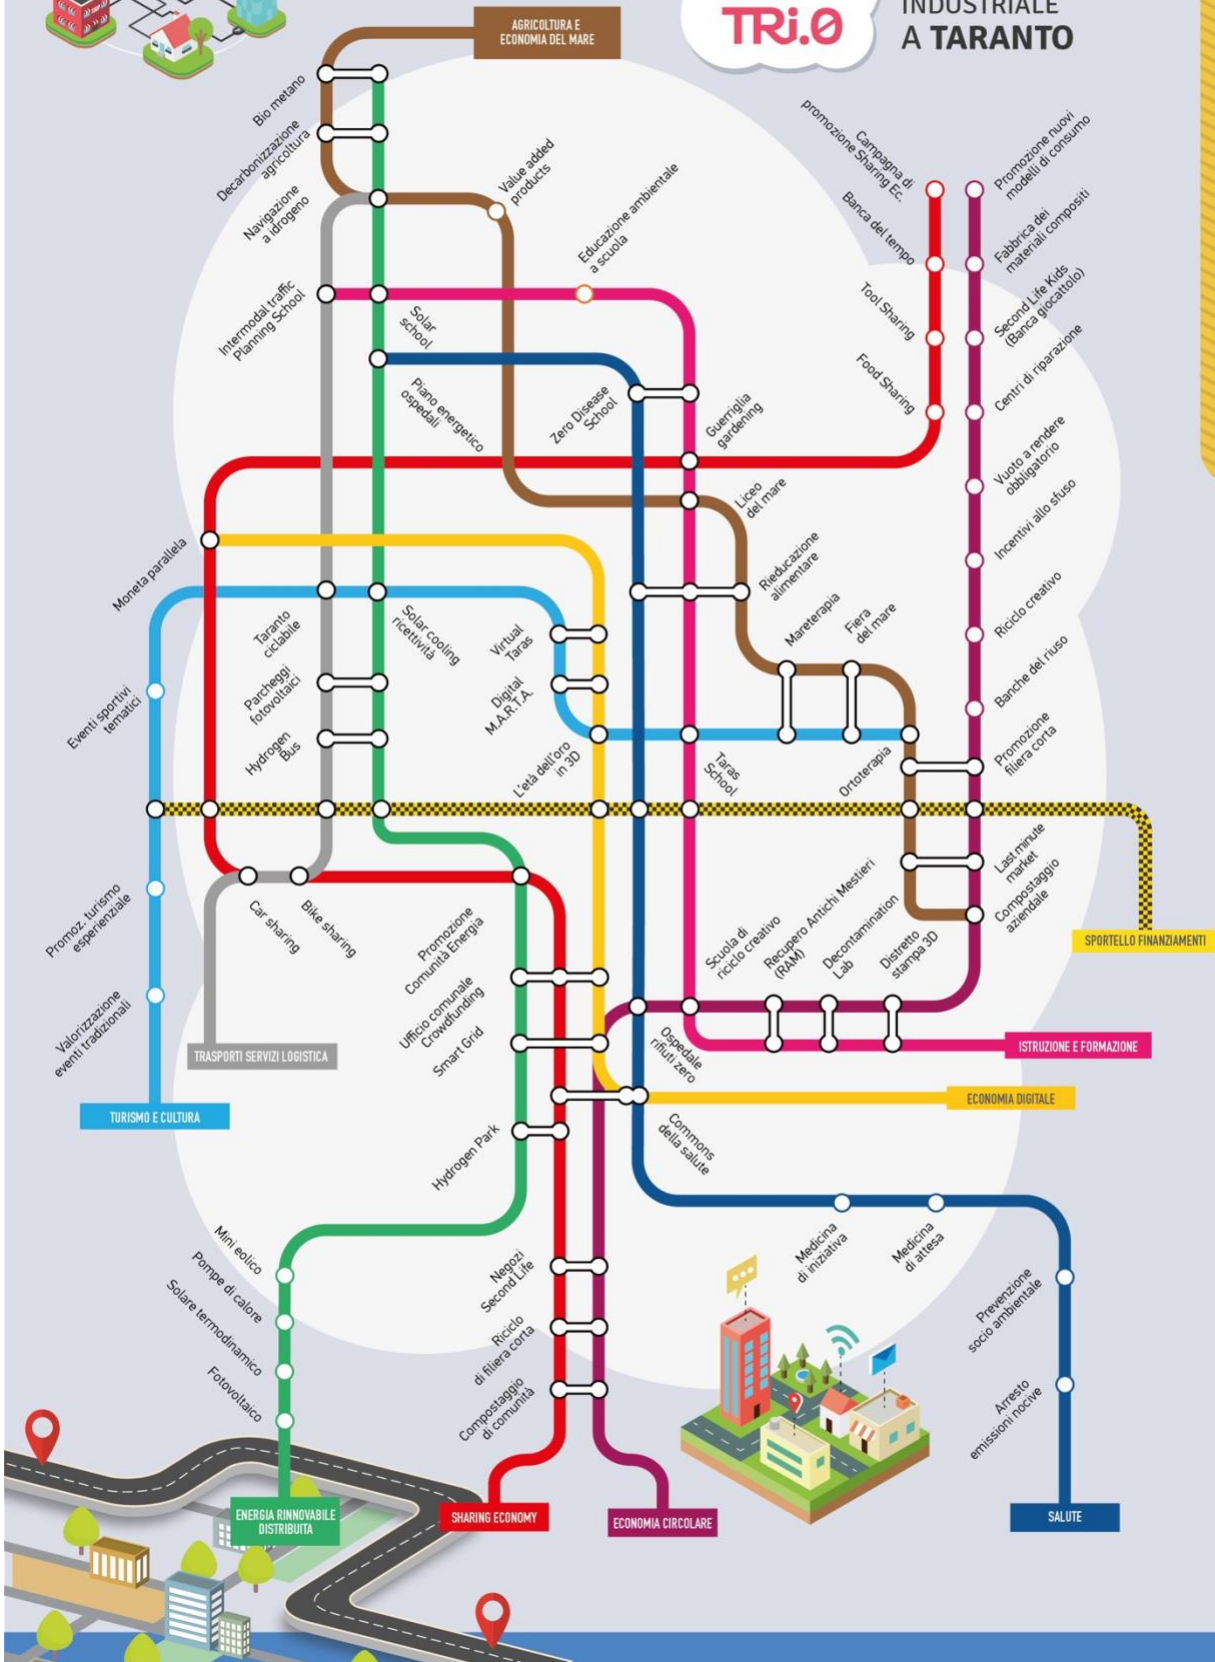 AGRICOLTURA E
ECONOMIA DEL MARE
TRi.0
INDUSTRIALE
A TARANTO
Bio metano
Decarbonizzazione
agricoltura
Navigazione
a idrogeno
Value added
products
Educazione ambientale
a scuola
Campagna di
promozione Sharing Ec.
Promozione nuovi
modelli di consumo
Banca del tempo
Fabbrica dei
materiali compositi
Intermodal traffic
Planning School
Solar
school
Tool Sharing
Second Life Kids
(Banca giocattolo)
Piano energetico
ospedali
Zero Disease
School
Guerriglia
gardening
Food Sharing
Centri di riparazione
Vuoto a rendere
obbligatorio
Liceo
del mare
Moneta parallela
Rieducazione
alimentare
Incentivi allo sfuso
Taranto
ciclabile
Solar cooling
ricettività
Virtual
Taras
Mareterapia
Fiera
del mare
Riciclo creativo
Eventi sportivi
tematici
Parcheggi
fotovoltaici
Digital
M.A.R.T.A.
Banche del riuso
Hydrogen
Bus
L'età dell'oro
in 3D
Taras
School
Ortoterapia
Promozione
filiera corta
Last minute
market
Promoz. turismo
esperienziale
Car sharing
Bike sharing
Promozione
Comunità Energia
Scuola di
riciclo creativo
Recupero Antichi Mestieri
(RAM)
Decontamination
Lab
Distretto
stampa 3D
Compostaggio
aziendale
SPORTELLO FINANZIAMENTI
Valorizzazione
eventi tradizionali
Ufficio comunale
Crowdfunding
Smart Grid
Ospedale
rifiuti zero
TRASPORTI SERVIZI LOGISTICA
ISTRUZIONE E FORMAZIONE
TURISMO E CULTURA
ECONOMIA DIGITALE
Hydrogen Park
Commons
della salute
Mini eolico
Pompe di calore
Solare termodinamico
Fotovoltaico
Negozi
Second Life
Medicina
di iniziativa
Medicina
di attesa
Riciclo
di filiera corta
Prevenzione
socio ambientale
Compostaggio
di comunità
Arresto
emissioni nocive
ENERGIA RINNOVABILE
DISTRIBUITA
SHARING ECONOMY
ECONOMIA CIRCOLARE
SALUTE